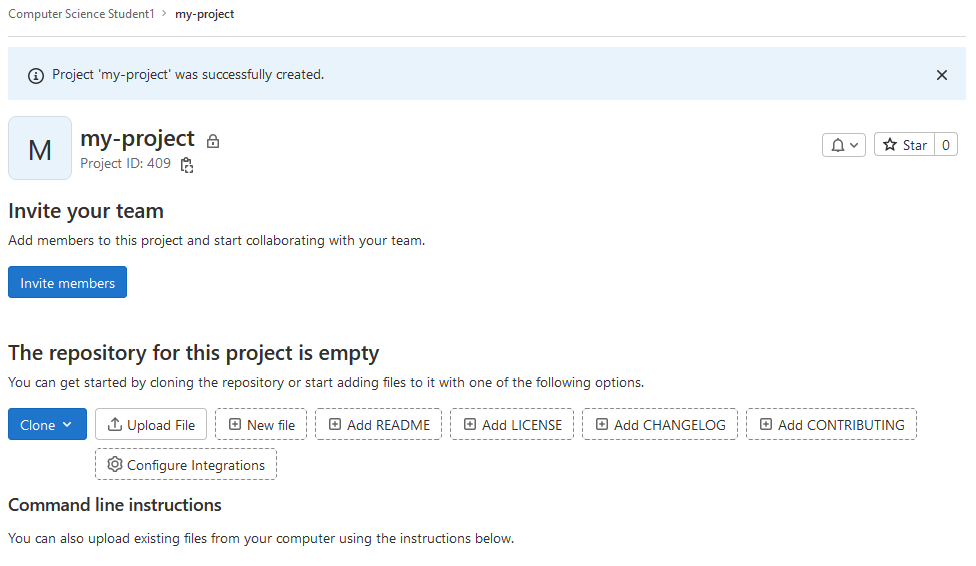 Computer Science Student1 > my-project
Project 'my-project' was successfully created.
M
my-project
Project ID: 409
Star 0
Invite your team
Add members to this project and start collaborating with your team.
Invite members
The repository for this project is empty
You can get started by cloning the repository or start adding files to it with one of the following options.
Clone Upload File New file Add README Add LICENSE Add CHANGELOG Add CONTRIBUTING
Configure Integrations
Command line instructions
You can also upload existing files from your computer using the instructions below.